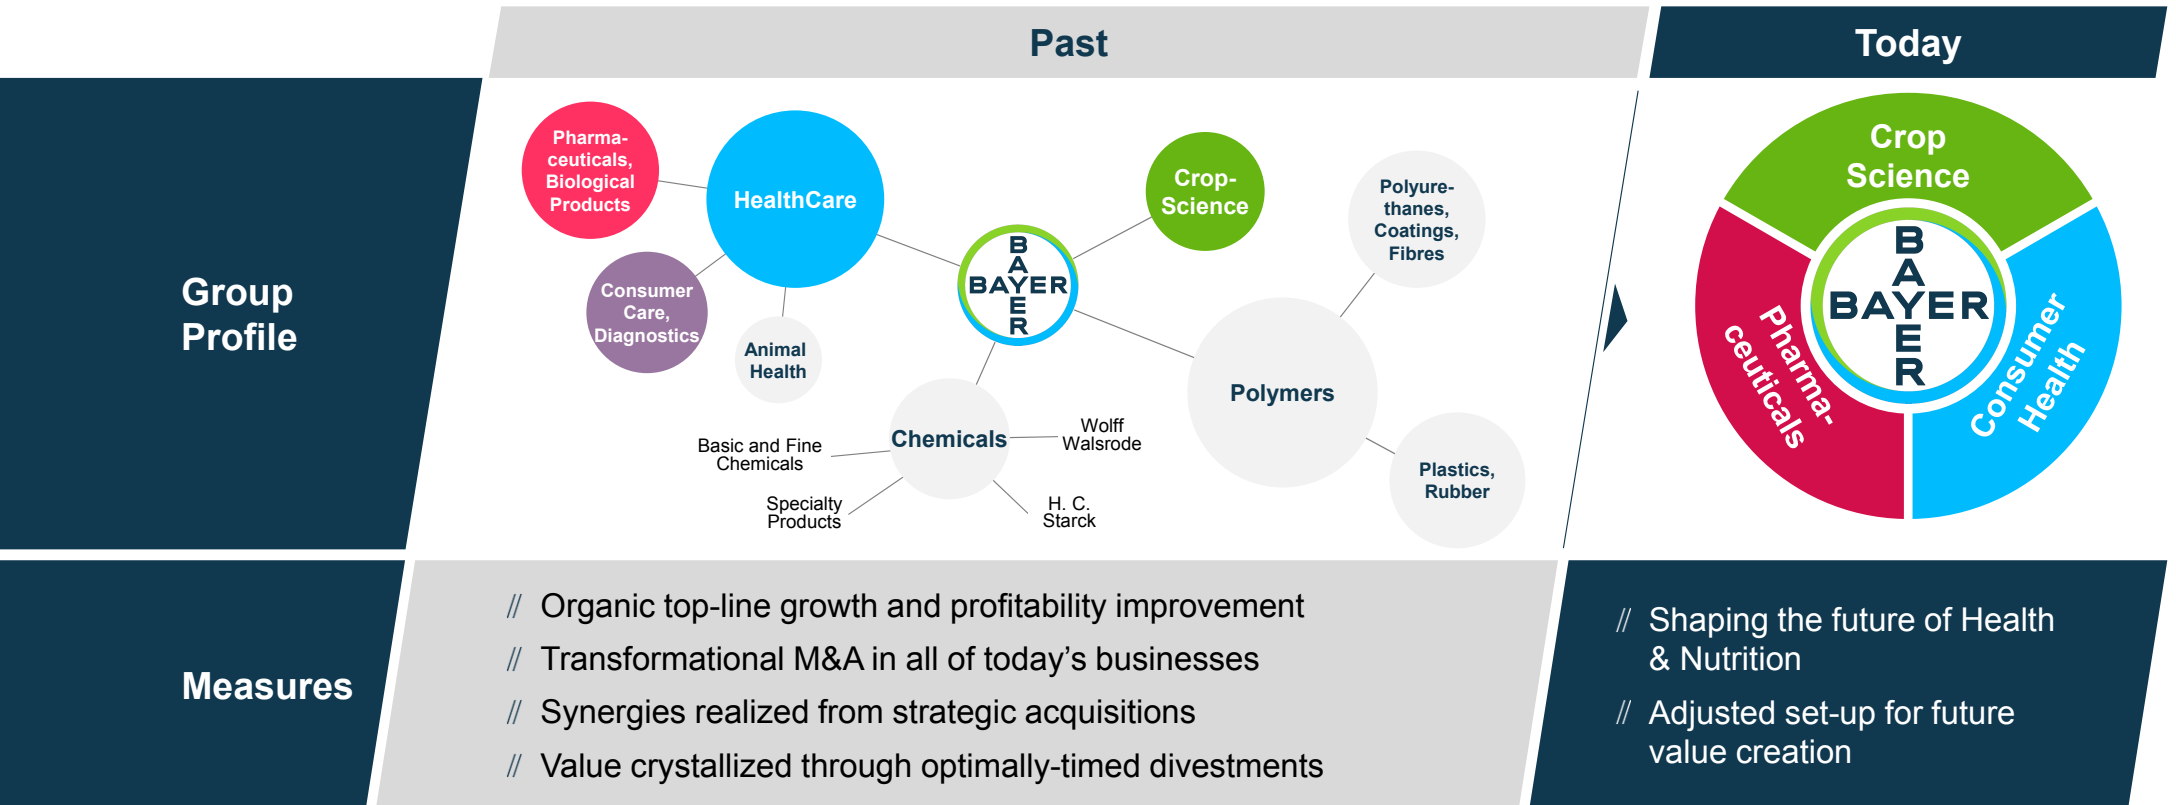 Past
Today
Group
Profile
Pharma-
ceuticals,
Biological
Products
HealthCare
Consumer
Care,
Diagnostics
Animal
Health
BAYER
BAYER
Crop-
Science
Polyure-
thanes,
Coatings,
Fibres
Polymers
Plastics,
Rubber
Chemicals
Basic and Fine
Chemicals
Specialty
Products
Wolff
Walsrode
H. C.
Starck
Crop
Science
Pharma-
ceuticals
Consumer
Health
BAYER
BAYER
Measures
// Organic top-line growth and profitability improvement
// Transformational M&A in all of today's businesses
// Synergies realized from strategic acquisitions
// Value crystallized through optimally-timed divestments
// Shaping the future of Health
& Nutrition
// Adjusted set-up for future
value creation